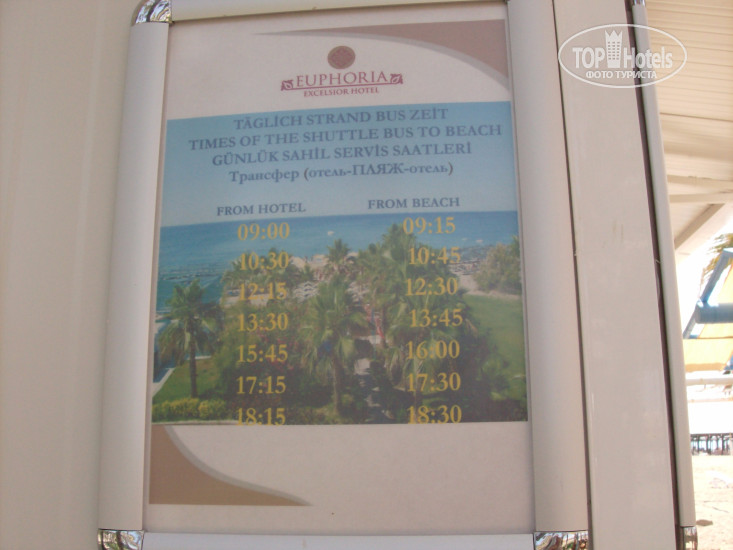 TOP Hotels
ФОТО ТУРИСТА
EUPHORIA
EXCELSIOR HOTEL
TÄGLICH STRAND BUS ZEİT
TIMES OF THE SHUTTLE BUS TO BEACH
GÜNLÜK SAHIL SERVİS SAATLERİ
Трансфер (отель-ПЛЯЖ-отель)
FROM HOTEL FROM BEACH
09:00 09:15
10:30 10:45
12:15 12:30
13:30 13:45
15:45 16:00
17:15 17:30
18:15 18:30